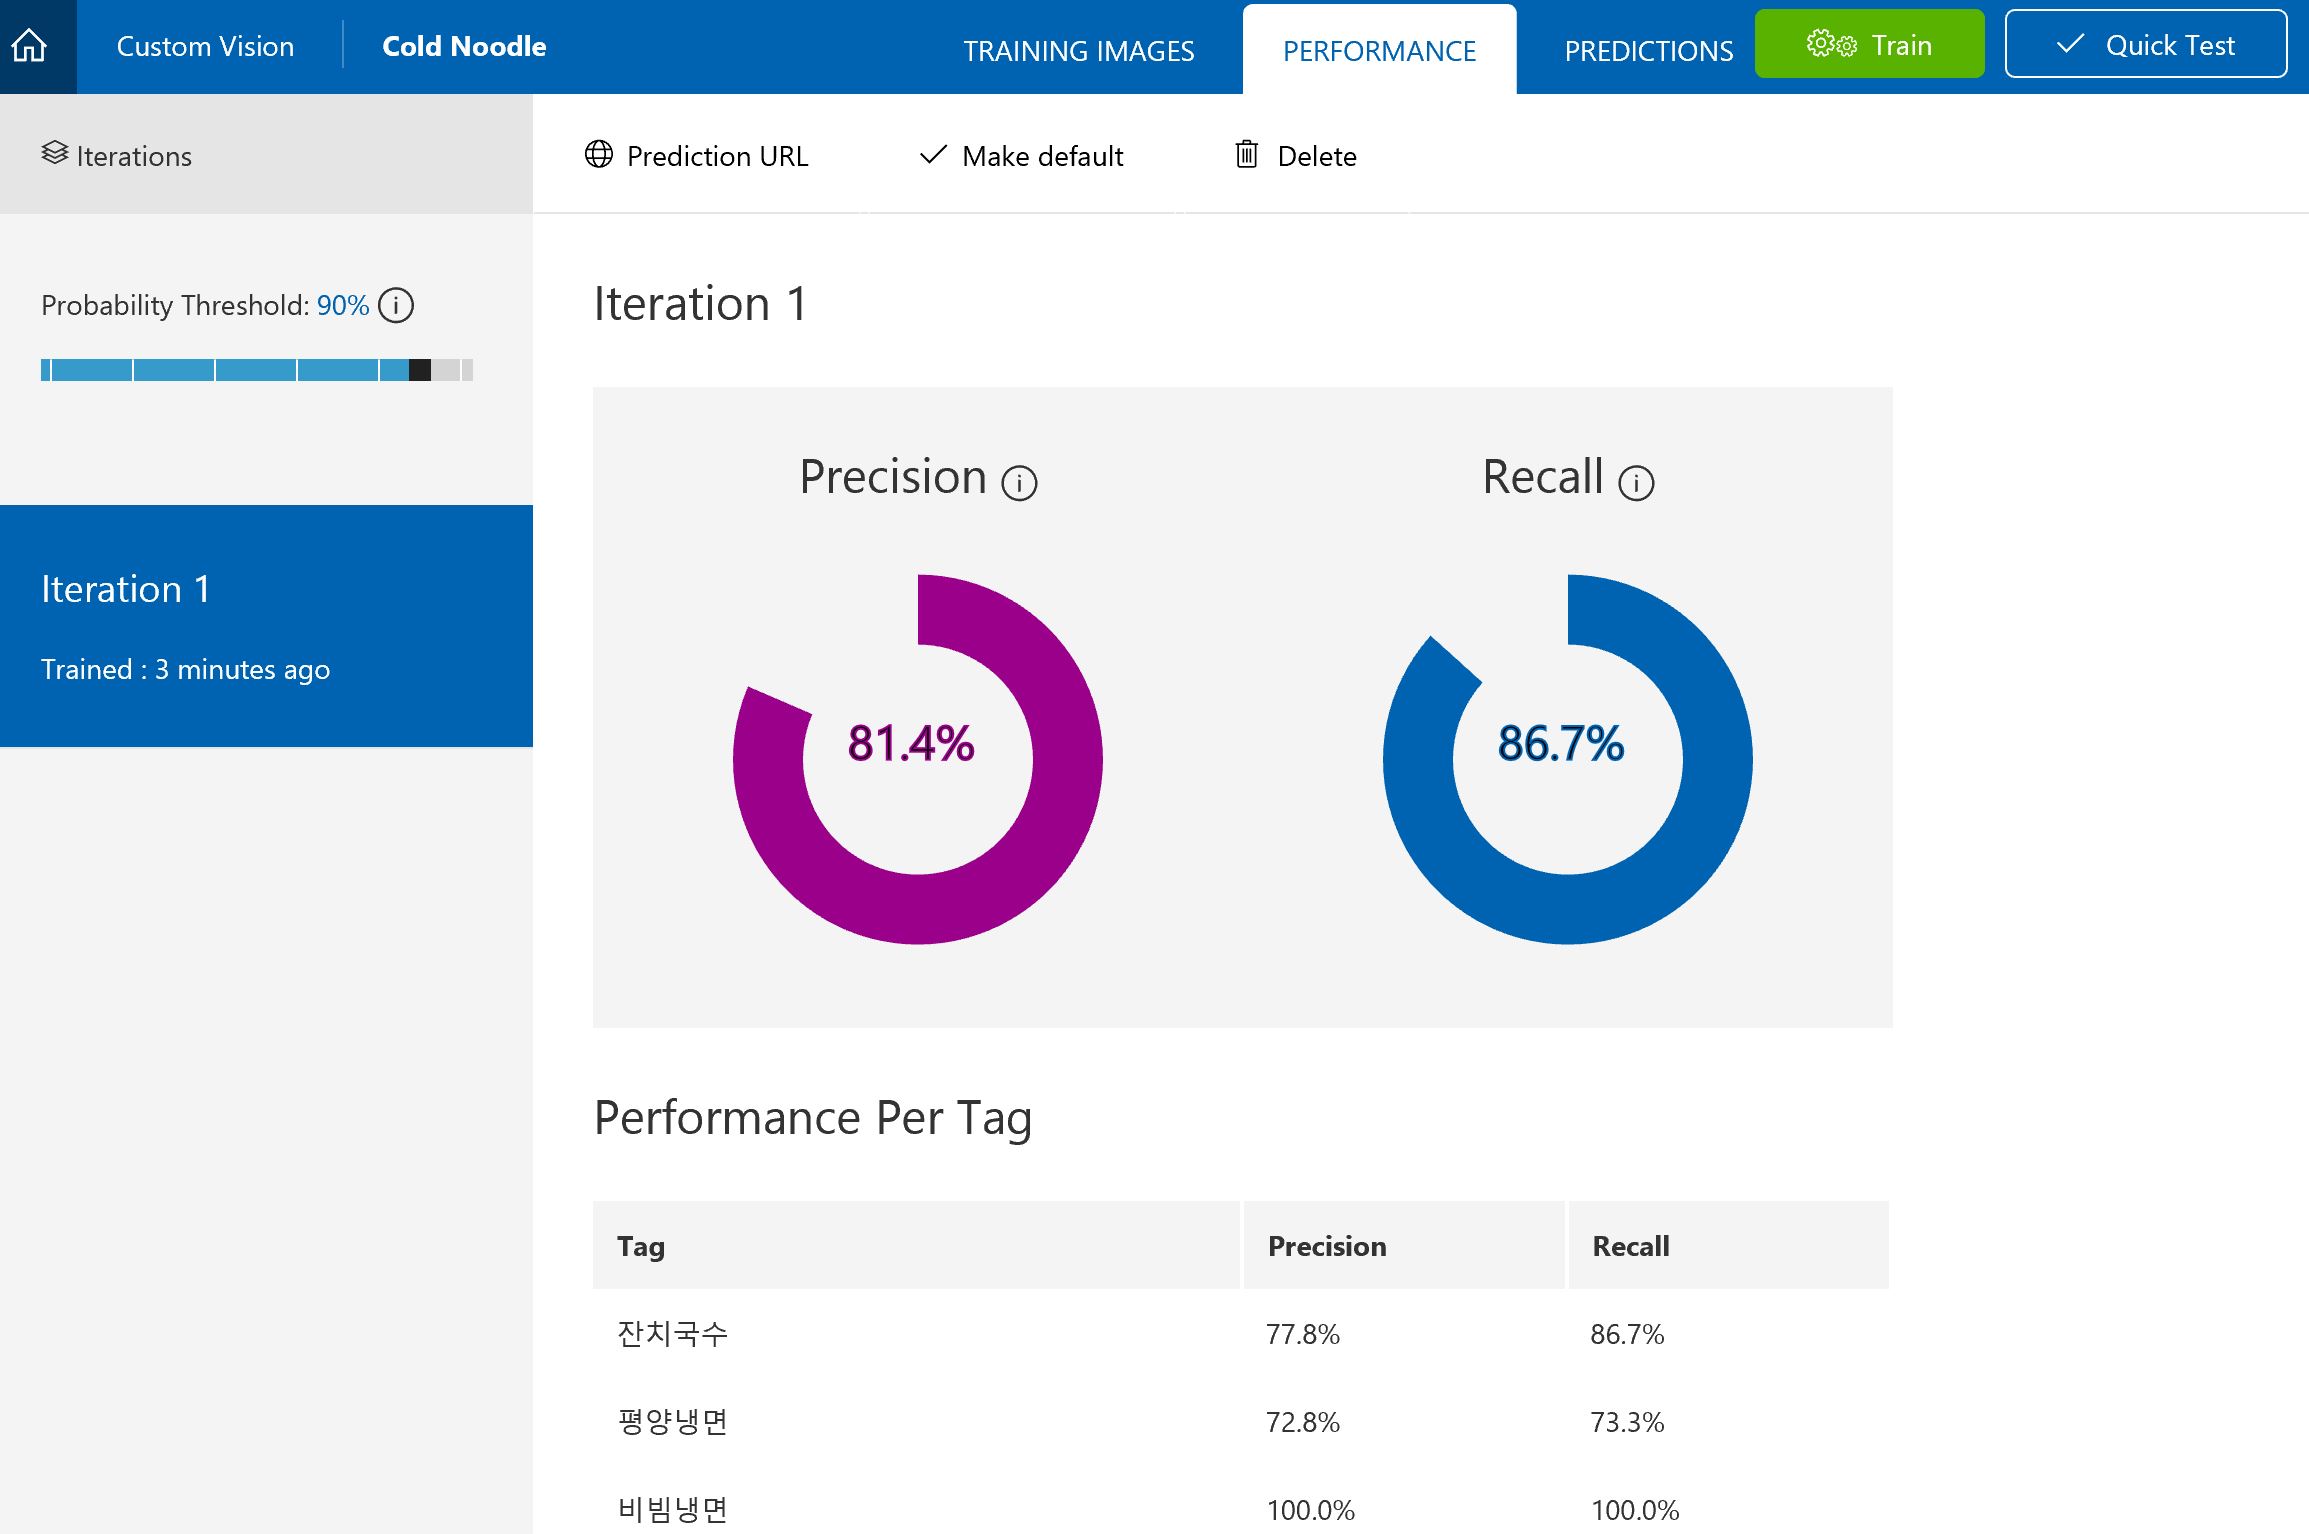 Custom Vision
Cold Noodle
TRAINING IMAGES
PERFORMANCE
PREDICTIONS
Train
Quick Test
Iterations
Prediction URL
Make default
Delete
Probability Threshold: 90%
Iteration 1
Trained : 3 minutes ago
Iteration 1
Precision
Recall
81.4%
86.7%
Performance Per Tag
Tag Precision Recall
잔치국수 77.8% 86.7%
평양냉면 72.8% 73.3%
비빔냉면 100.0% 100.0%